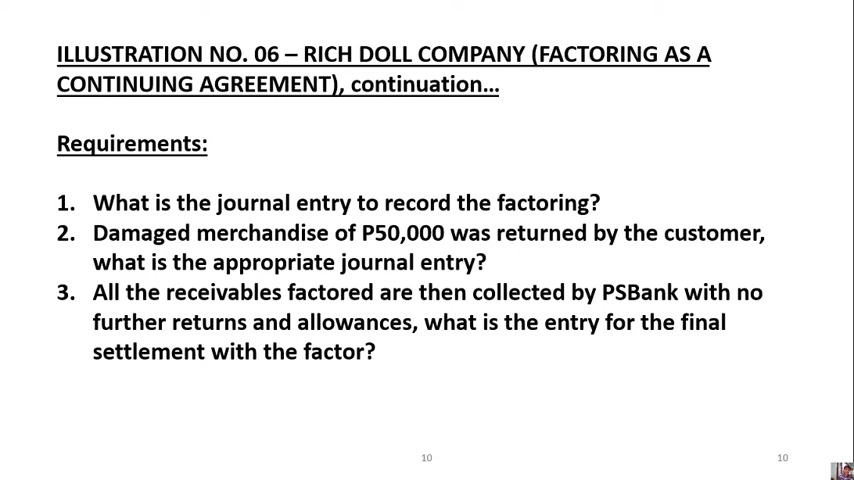 ILLUSTRATION NO. 06 – RICH DOLL COMPANY (FACTORING AS A
CONTINUING AGREEMENT), continuation…
Requirements:
1. What is the journal entry to record the factoring?
2. Damaged merchandise of P50,000 was returned by the customer,
what is the appropriate journal entry?
3. All the receivables factored are then collected by PSBank with no
further returns and allowances, what is the entry for the final
settlement with the factor?
10
10